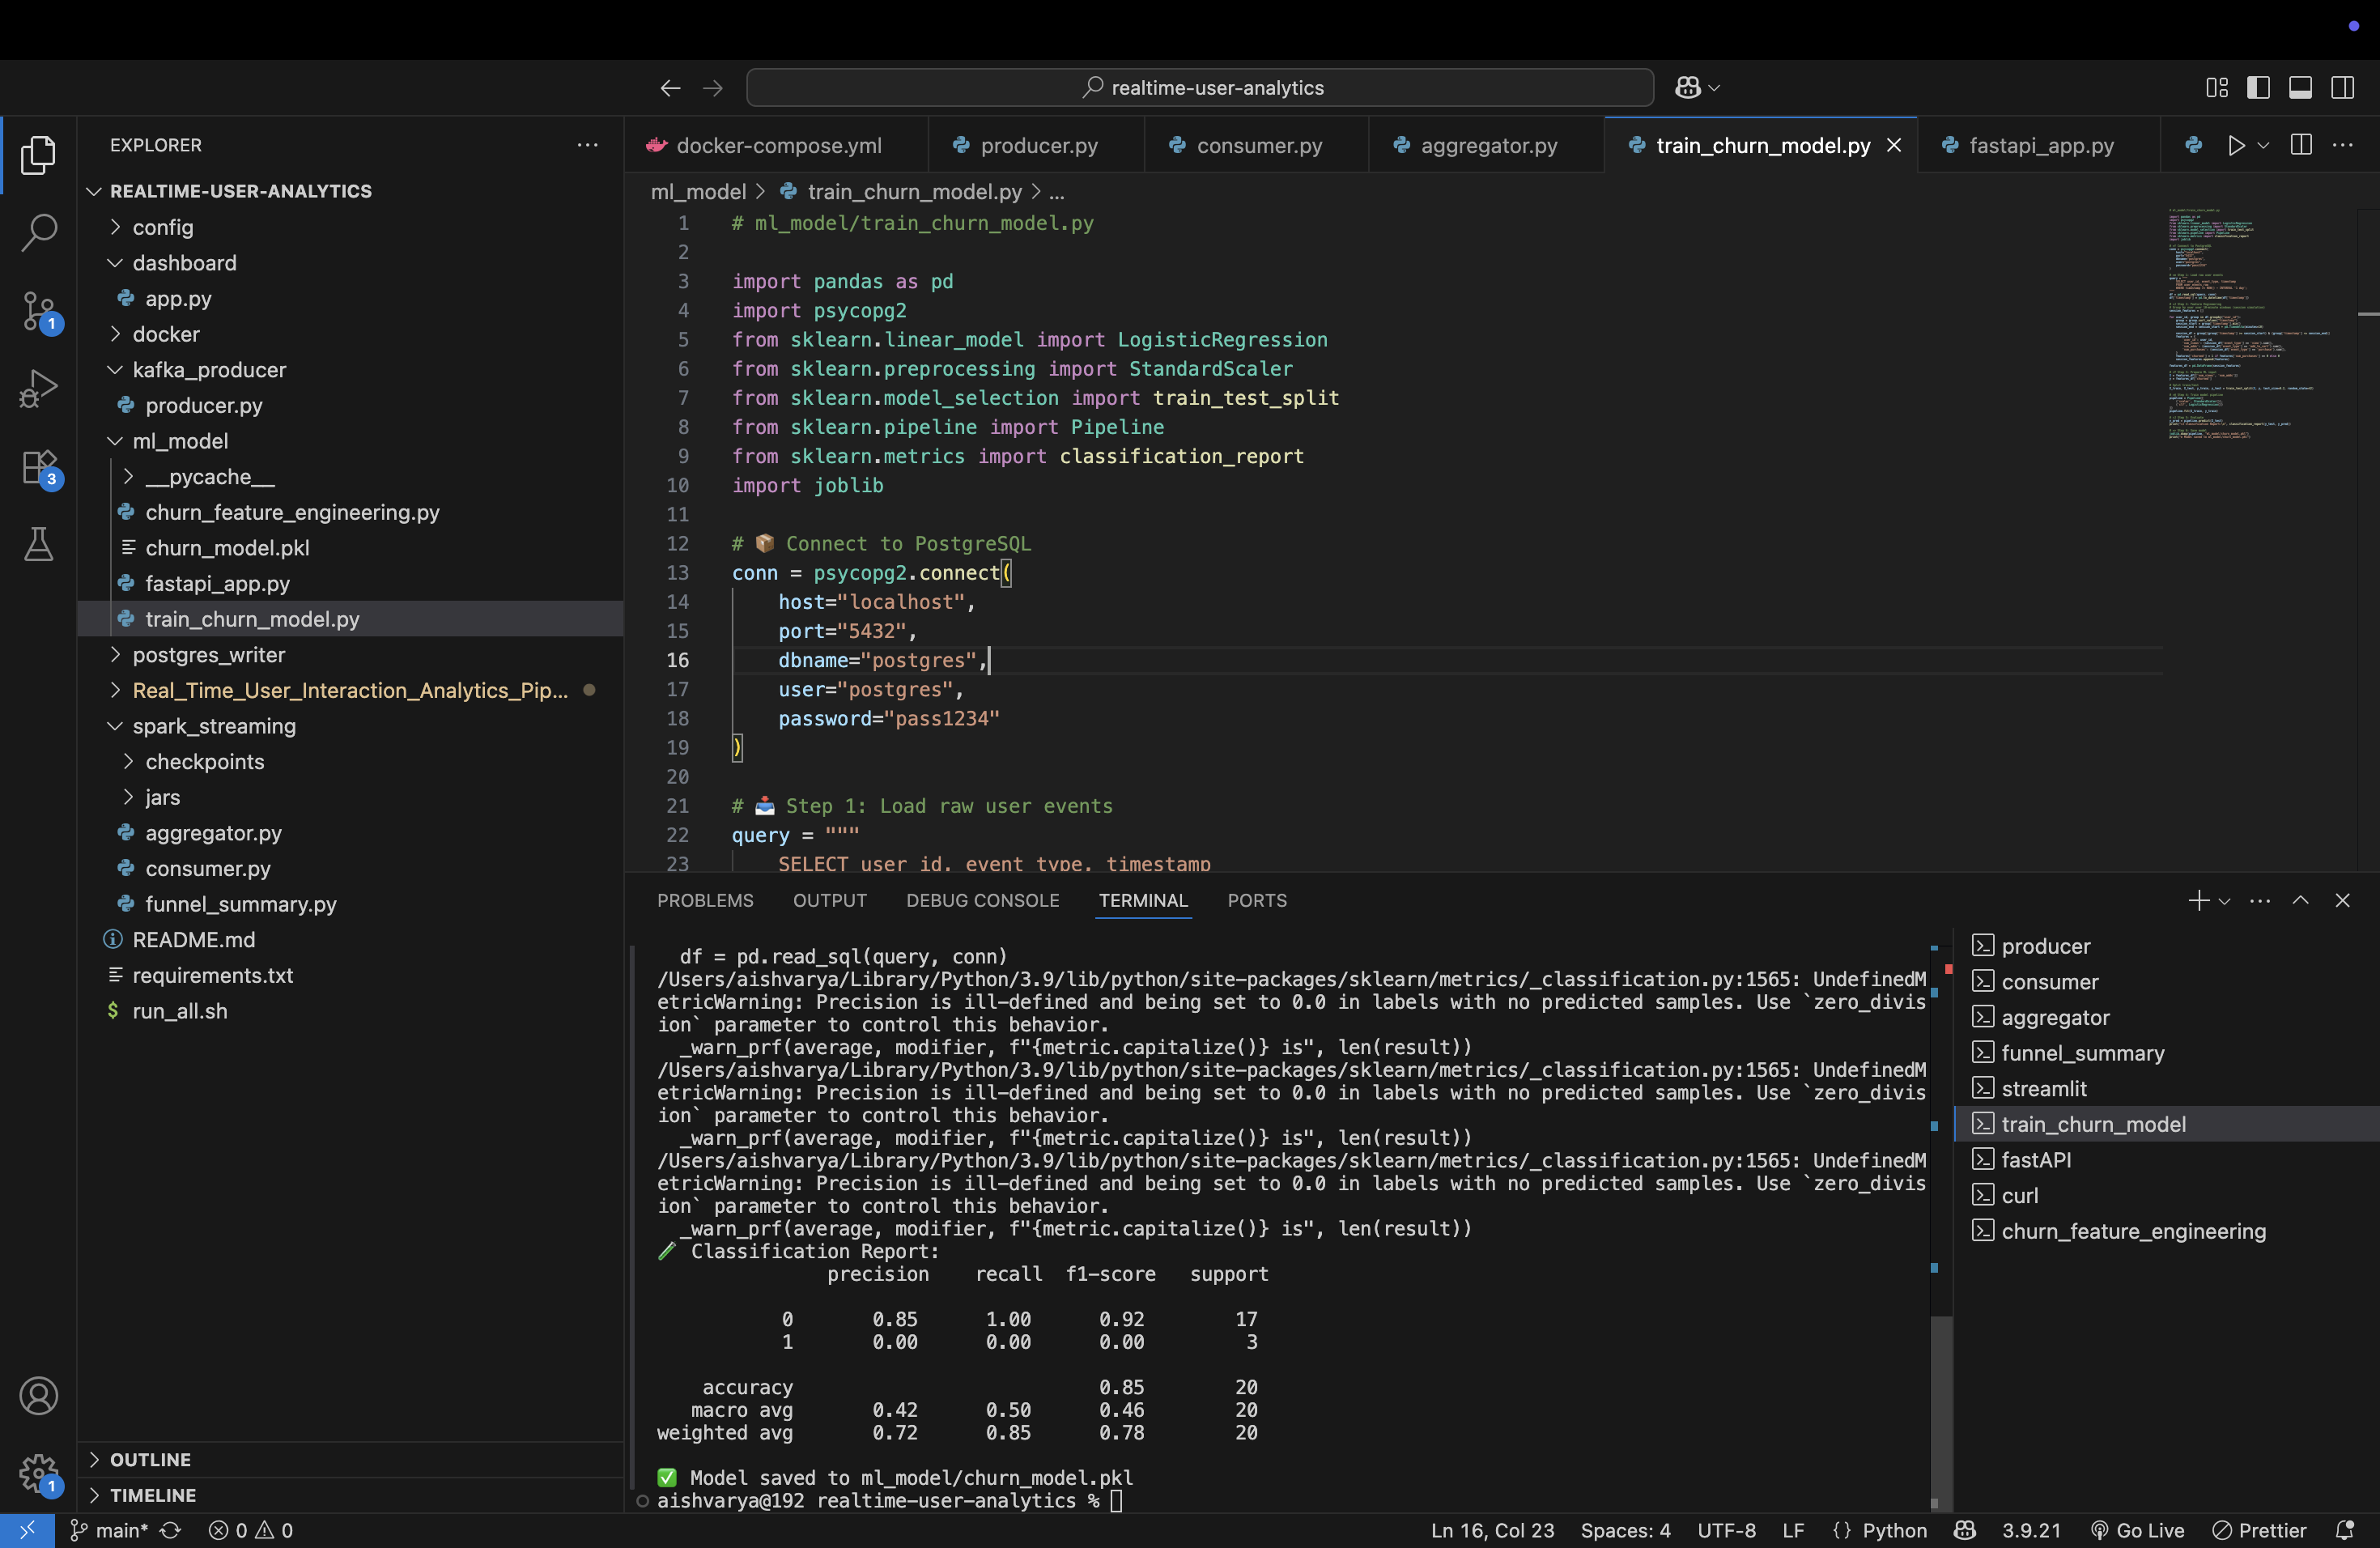 realtime-user-analytics
EXPLORER
REALTIME-USER-ANALYTICS
config
dashboard
app.py
docker
kafka_producer
producer.py
ml_model
__pycache__
churn_feature_engineering.py
churn_model.pkl
fastapi_app.py
train_churn_model.py
postgres_writer
Real_Time_User_Interaction_Analytics_Pip...
spark_streaming
checkpoints
jars
aggregator.py
consumer.py
funnel_summary.py
README.md
requirements.txt
$ run_all.sh
OUTLINE
TIMELINE
1
3
1
docker-compose.yml producer.py consumer.py aggregator.py train_churn_model.py fastapi_app.py
ml_model > train_churn_model.py > ...
1 # ml_model/train_churn_model.py
2
3 import pandas as pd
4 import psycopg2
5 from sklearn.linear_model import LogisticRegression
6 from sklearn.preprocessing import StandardScaler
7 from sklearn.model_selection import train_test_split
8 from sklearn.pipeline import Pipeline
9 from sklearn.metrics import classification_report
10 import joblib
11
12 # 📦 Connect to PostgreSQL
13 conn = psycopg2.connect(
14 host="localhost",
15 port="5432",
16 dbname="postgres",
17 user="postgres",
18 password="pass1234"
19 )
20
21 # 📥 Step 1: Load raw user events
22 query = """
23 SELECT user_id, event_type, timestamp
PROBLEMS OUTPUT DEBUG CONSOLE TERMINAL PORTS
df = pd.read_sql(query, conn)
/Users/aishvarya/Library/Python/3.9/lib/python/site-packages/sklearn/metrics/_classification.py:1565: UndefinedM
etricWarning: Precision is ill-defined and being set to 0.0 in labels with no predicted samples. Use `zero_divis
ion` parameter to control this behavior.
_warn_prf(average, modifier, f"{metric.capitalize()} is", len(result))
/Users/aishvarya/Library/Python/3.9/lib/python/site-packages/sklearn/metrics/_classification.py:1565: UndefinedM
etricWarning: Precision is ill-defined and being set to 0.0 in labels with no predicted samples. Use `zero_divis
ion` parameter to control this behavior.
_warn_prf(average, modifier, f"{metric.capitalize()} is", len(result))
/Users/aishvarya/Library/Python/3.9/lib/python/site-packages/sklearn/metrics/_classification.py:1565: UndefinedM
etricWarning: Precision is ill-defined and being set to 0.0 in labels with no predicted samples. Use `zero_divis
ion` parameter to control this behavior.
_warn_prf(average, modifier, f"{metric.capitalize()} is", len(result))
Classification Report:
precision recall f1-score support
0 0.85 1.00 0.92 17
1 0.00 0.00 0.00 3
accuracy 0.85 20
macro avg 0.42 0.50 0.46 20
weighted avg 0.72 0.85 0.78 20
✅ Model saved to ml_model/churn_model.pkl
aishvarya@192 realtime-user-analytics %
producer
consumer
aggregator
funnel_summary
streamlit
train_churn_model
fastAPI
curl
churn_feature_engineering
main* 0 0 Ln 16, Col 23 Spaces: 4 UTF-8 LF {} Python 3.9.21 Go Live Prettier